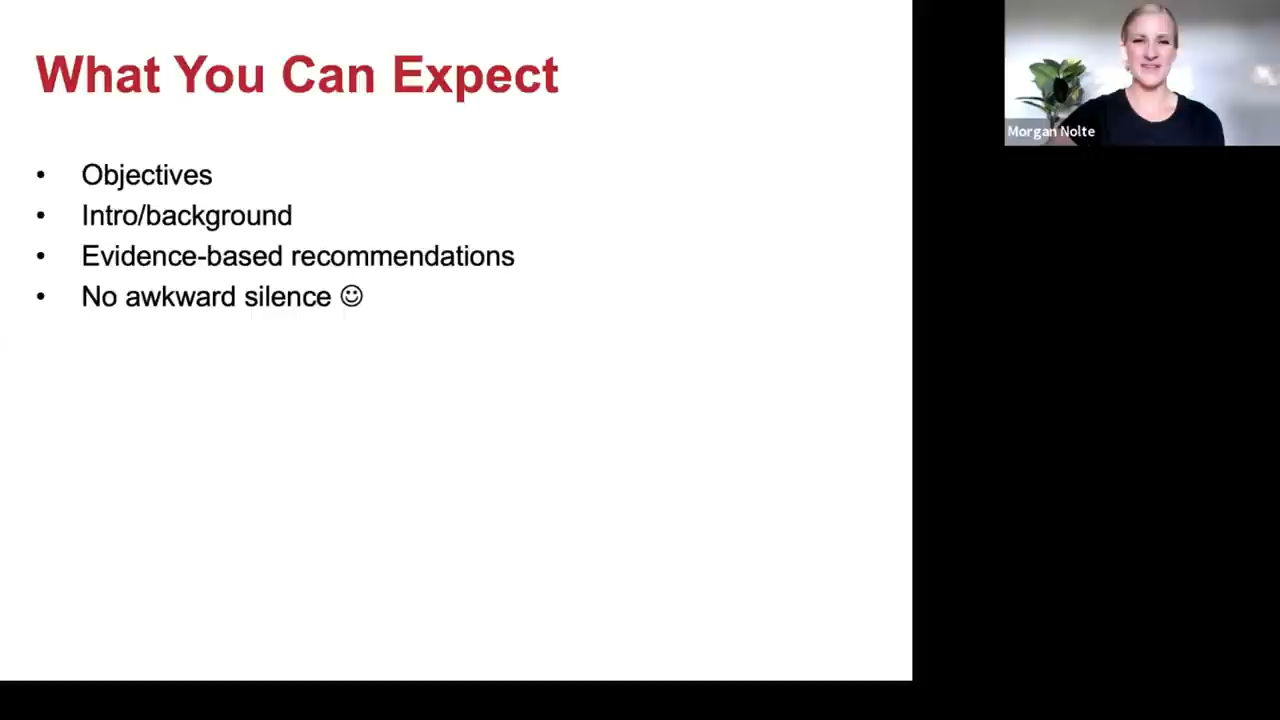 What You Can Expect
• Objectives
• Intro/background
• Evidence-based recommendations
• No awkward silence ☺
Morgan Nolte